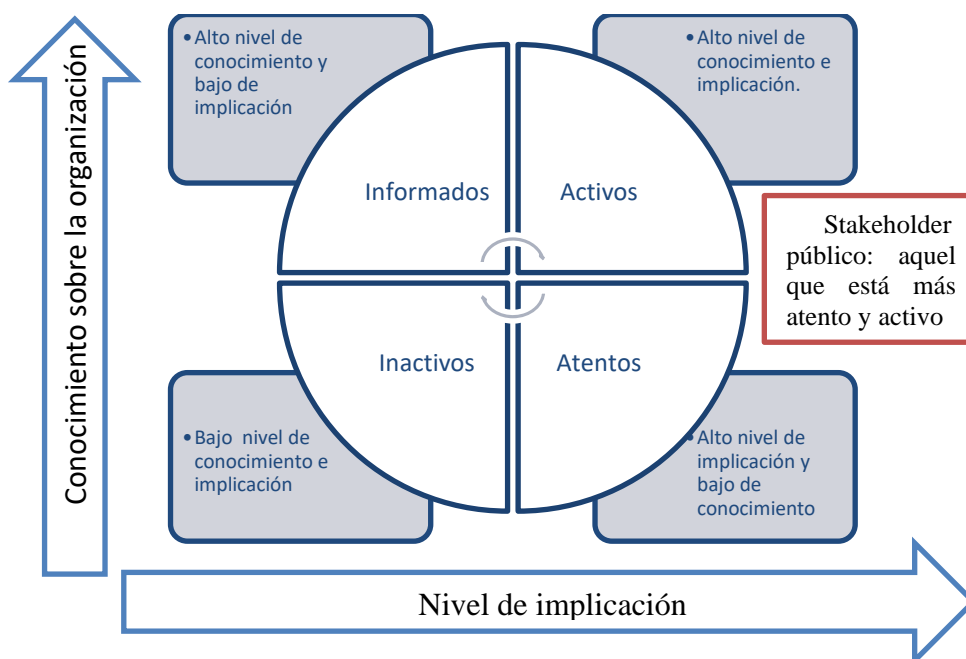 Conocimiento sobre la organización
•Alto nivel de
conocimiento y
bajo de
implicación
•Alto nivel de
conocimiento e
implicación.
Informados
Activos
Stakeholder
público: aquel
que está más
atento y activo
Inactivos
Atentos
•Bajo nivel de
conocimiento e
implicación
•Alto nivel de
implicación y
bajo de
conocimiento
Nivel de implicación